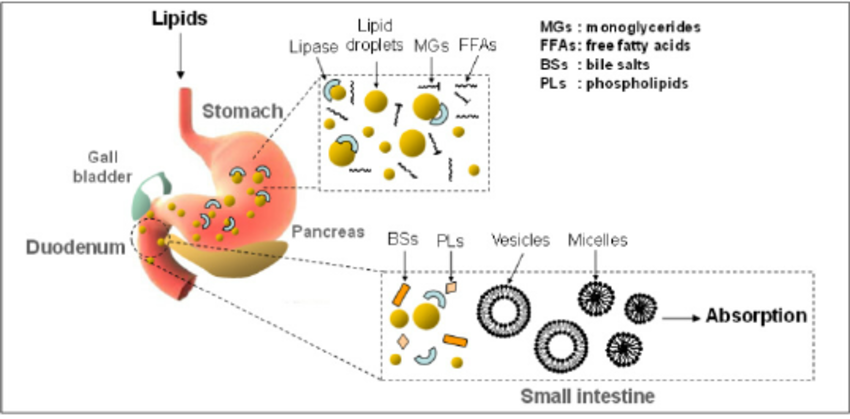 Lipids
Lipid
droplets
Lipase
MGs
FFAs
MGs : monoglycerides
FFAs: free fatty acids
BSs : bile salts
PLs : phospholipids
Stomach
Gall
bladder
Duodenum
Pancreas
BSs
PLs
Vesicles
Micelles
Absorption
Small intestine